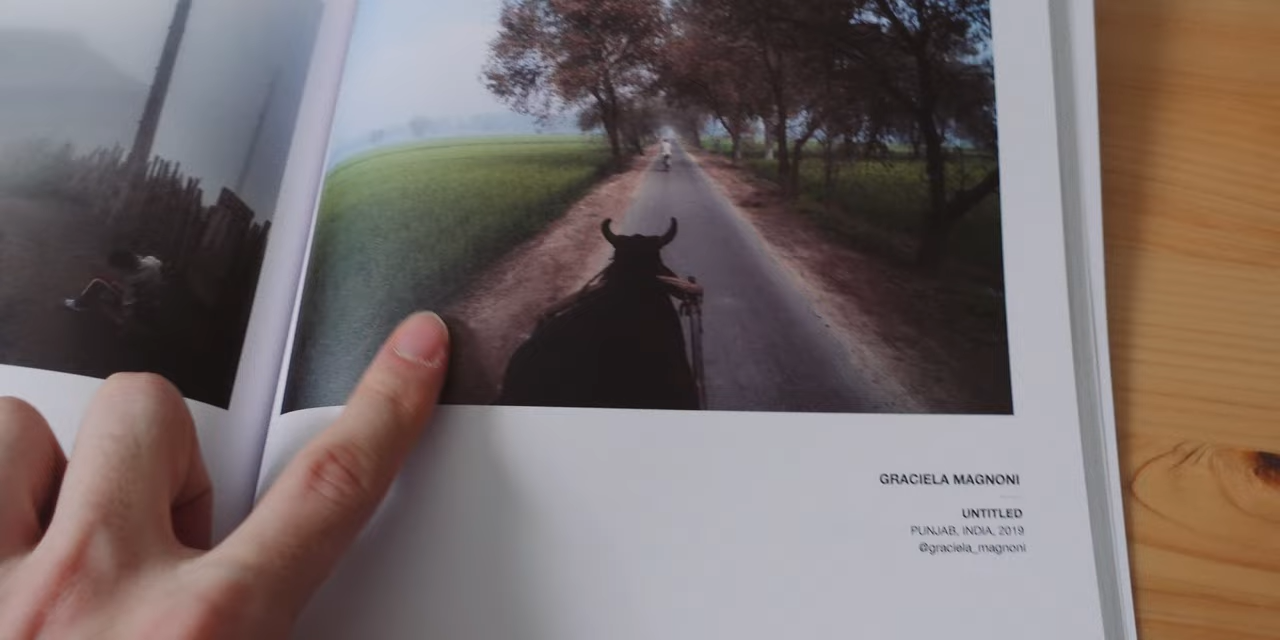 GRACIELA MAGNONI
UNTITLED
PUNJAB, INDIA, 2019
@graciela_magnoni